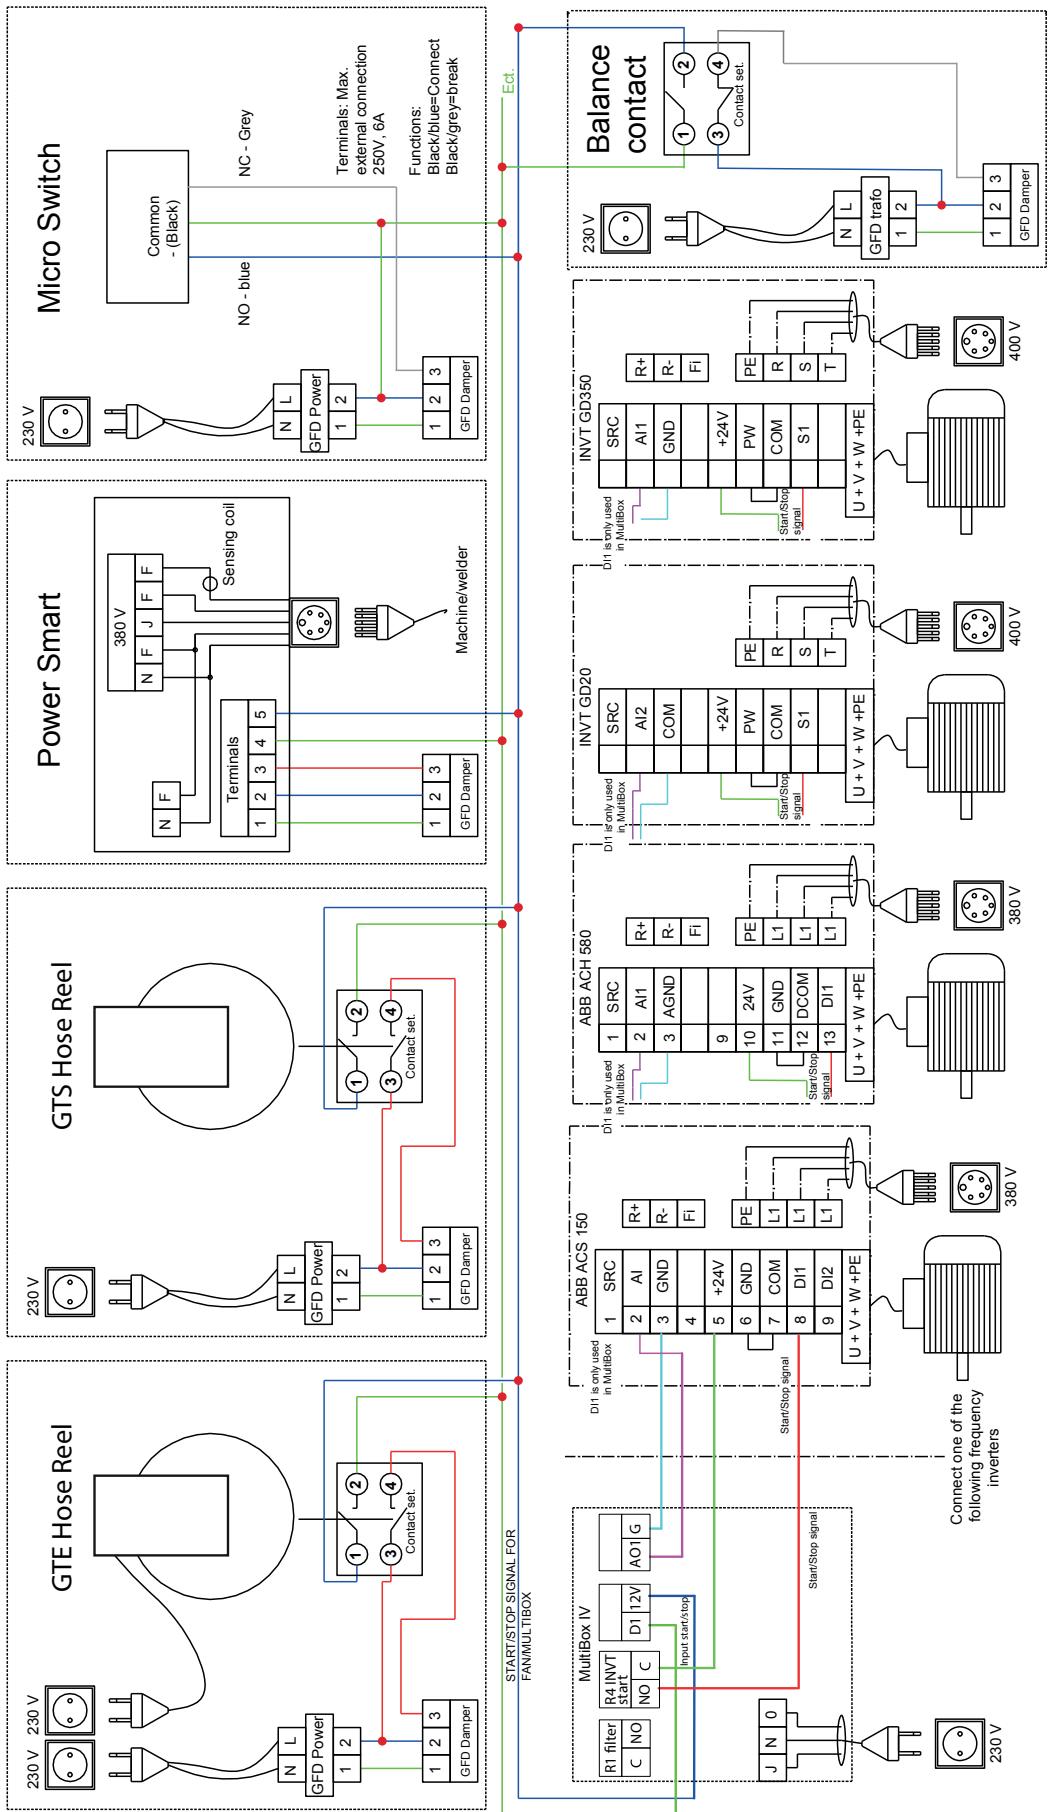 GTE Hose Reel
230 V
230 V
L
N
GFD Power
2
1
3
2
1
GFD Damper
2
4
1
3
Contact set.
START/STOP SIGNAL FOR
FAN/MULTIBOX
GTS Hose Reel
230 V
L
N
GFD Power
2
1
3
2
1
GFD Damper
2
4
1
3
Contact set.
Power Smart
380 V
N
F
J
F
F
Sensing coil
Machine/welder
N
F
Terminals
1
2
3
4
5
1
2
3
GFD Damper
Micro Switch
Common
- (Black)
NC - Grey
NO - blue
Terminals: Max.
external connection
250V, 6A
Functions:
Black/blue=Connect
Black/grey=break
230 V
L
N
GFD Power
2
1
3
2
1
GFD Damper
Ect.
Balance
contact
2
4
1
3
Contact set.
230 V
L
N
GFD trafo
2
1
3
2
1
GFD Damper
MultiBox IV
R1 filter
C
NO
R4 INVT
start
NO
C
D1
12V
AO1
G
Input start/stop
Start/Stop signal
J
N
0
230 V
Connect one of the
following frequency
inverters
ABB ACS 150
DI1 is only used
in MultiBox
1
SRC
2
AI
3
GND
4
5
+24V
6
GND
7
COM
8
DI1
9
DI2
U + V + W +PE
Start/Stop signal
R+
R-
Fi
PE
L1
L1
L1
380 V
ABB ACH 580
DI1 is only used
in MultiBox
1
SRC
2
AI1
3
AGND
9
10
24V
11
GND
12
DCOM
13
DI1
U + V + W +PE
Start/Stop
signal
R+
R-
Fi
PE
L1
L1
L1
380 V
INVT GD20
DI1 is only used
in MultiBox
SRC
AI2
COM
+24V
PW
COM
S1
U + V + W +PE
Start/Stop
signal
PE
R
S
T
400 V
INVT GD350
DI1 is only used
in MultiBox
SRC
AI1
GND
+24V
PW
COM
S1
U + V + W +PE
Start/Stop
signal
R+
R-
Fi
PE
R
S
T
400 V